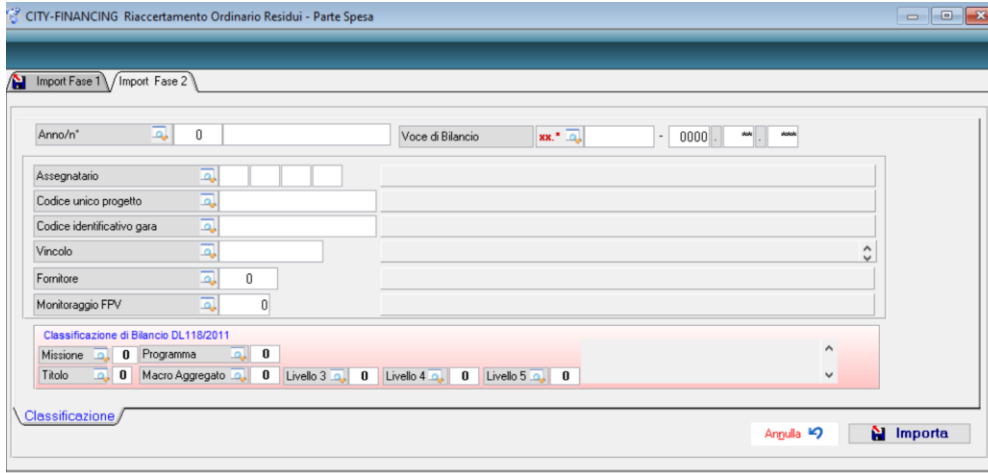 CITY-FINANCING Riaccertamento Ordinario Residui - Parte Spesa
Import Fase 1 Import Fase 2
Anno/n° 0 Voce di Bilancio xx.* - 0000 . ** . ****
Assegnatario
Codice unico progetto
Codice identificativo gara
Vincolo
Fornitore 0
Monitoraggio FPV 0
Classificazione di Bilancio DL118/2011
Missione 0 Programma 0
Titolo 0 Macro Aggregato 0 Livello 3 0 Livello 4 0 Livello 5 0
Classificazione
Angulla Importa